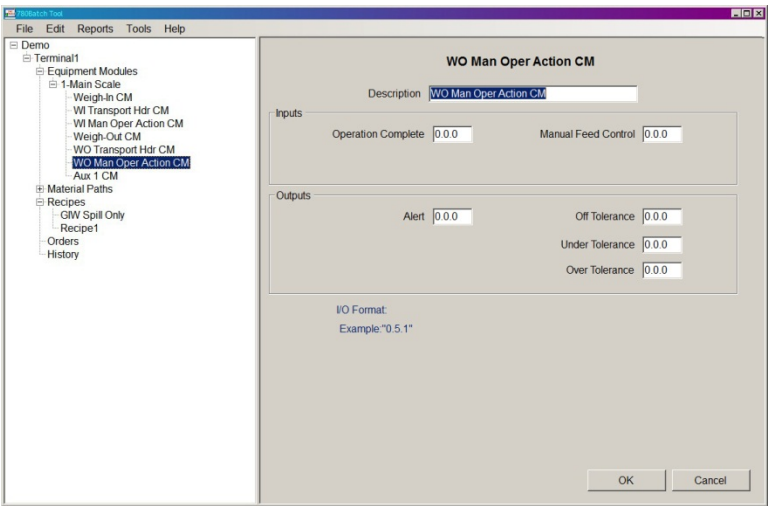 780Batch Tool
File Edit Reports Tools Help
Demo
Terminal1
Equipment Modules
1-Main Scale
Weigh-In CM
WI Transport Hdr CM
WI Man Oper Action CM
Weigh-Out CM
WO Transport Hdr CM
WO Man Oper Action CM
Aux 1 CM
Material Paths
Recipes
GIW Spill Only
Recipe1
Orders
History
WO Man Oper Action CM
Description WO Man Oper Action CM
Inputs
Operation Complete 0.0.0 Manual Feed Control 0.0.0
Outputs
Alert 0.0.0 Off Tolerance 0.0.0
Under Tolerance 0.0.0
Over Tolerance 0.0.0
I/O Format:
Example:"0.5.1"
OK Cancel